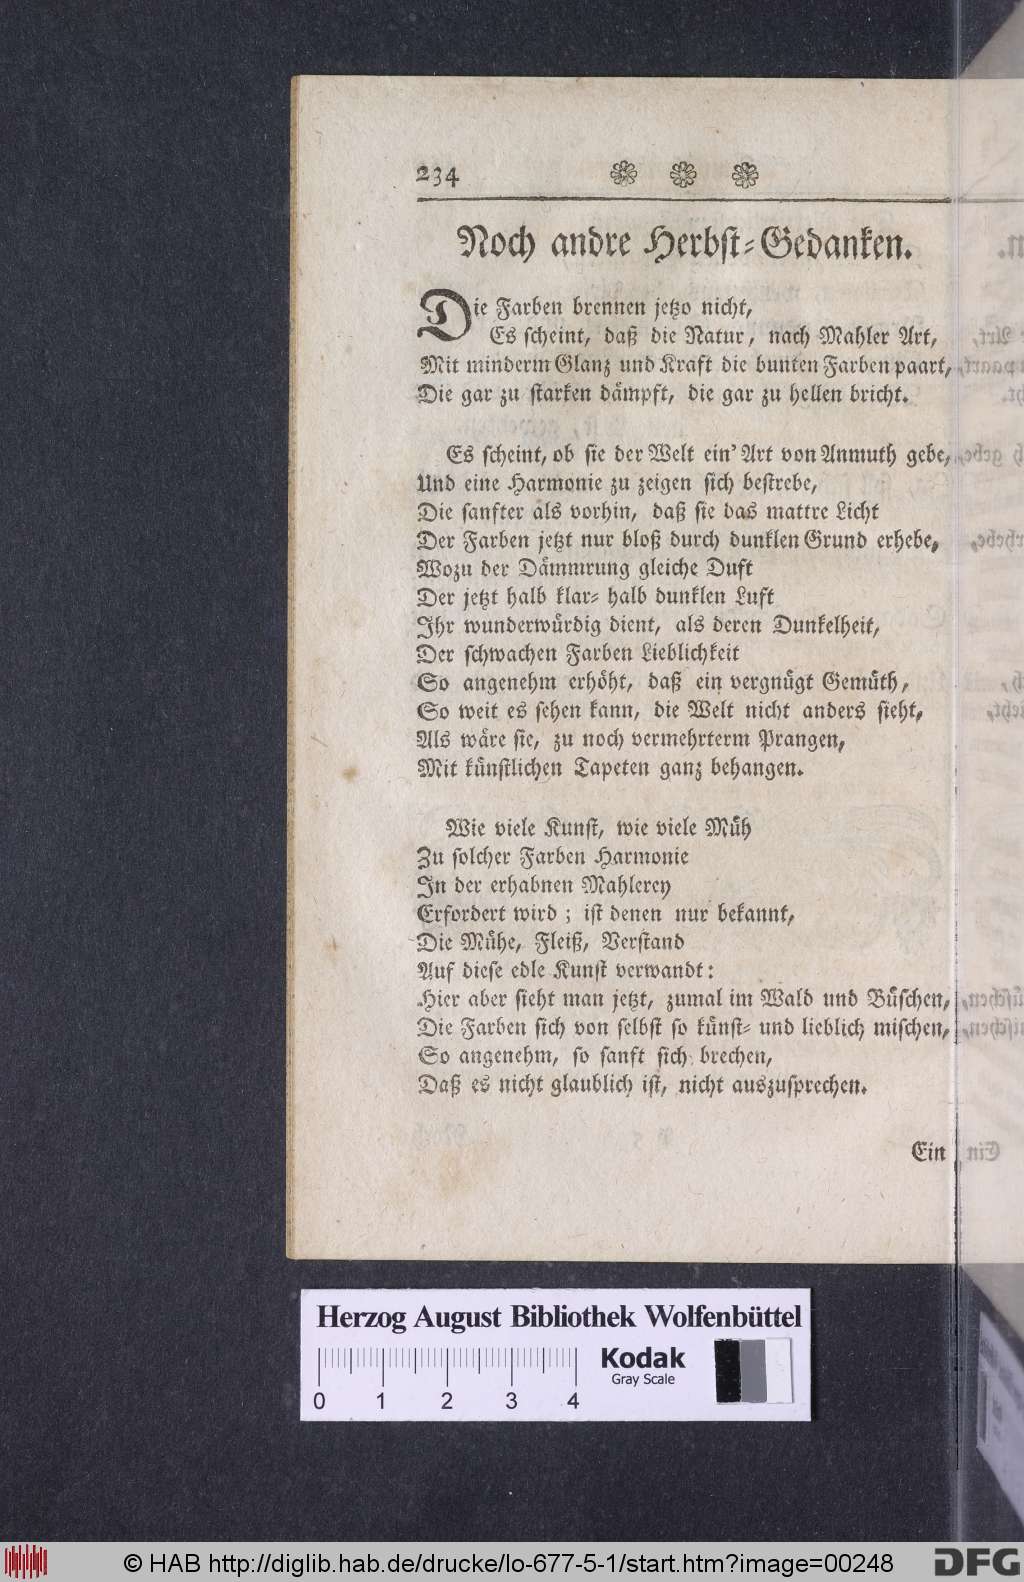 234
Noch andre Herbst-Gedanken.
Die Farben brennen jetzo nicht,
Es scheint, daß die Natur, nach Mahler Art,
Mit minderm Glanz und Kraft die bunten Farben paart,
Die gar zu starken dämpft, die gar zu hellen bricht.
Es scheint, ob sie der Welt ein' Art von Anmuth gebe,
Und eine Harmonie zu zeigen sich bestrebe,
Die sanfter als vorhin, daß sie das mattre Licht
Der Farben jetzt nur bloß durch dunklen Grund erhebe,
Wozu der Dämmrung gleiche Duft
Der jetzt halb klar- halb dunklen Luft
Ihr wunderwürdig dient, als deren Dunkelheit,
Der schwachen Farben Lieblichkeit
So angenehm erhöht, daß ein vergnügt Gemüth,
So weit es sehen kann, die Welt nicht anders sieht,
Als wäre sie, zu noch vermehrterm Prangen,
Mit künstlichen Tapeten ganz behangen.
Wie viele Kunst, wie viele Müh
Zu solcher Farben Harmonie
In der erhabnen Mahlerey
Erfordert wird; ist denen nur bekannt,
Die Mühe, Fleiß, Verstand
Auf diese edle Kunst verwandt:
Hier aber sieht man jetzt, zumal im Wald und Büschen,
Die Farben sich von selbst so künst- und lieblich mischen,
So angenehm, so sanft sich brechen,
Daß es nicht glaublich ist, nicht auszusprechen.
Ein
Herzog August Bibliothek Wolfenbüttel
Kodak
Gray Scale
0 1 2 3 4
© HAB http://diglib.hab.de/drucke/lo-677-5-1/start.htm?image=00248
DFG